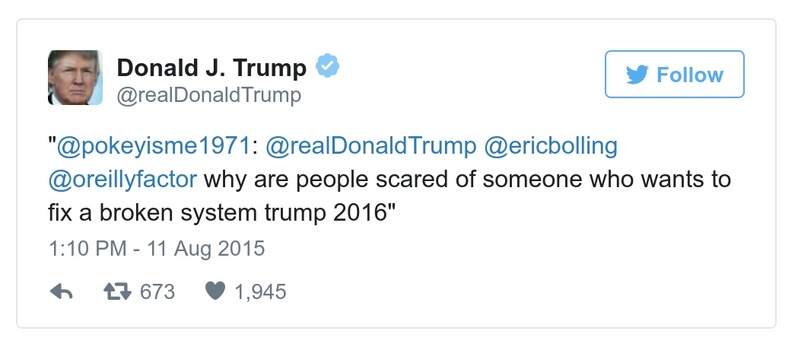 Donald J. Trump
@realDonaldTrump
Follow
"@pokeyisme1971: @realDonaldTrump @ericbolling
@oreillyfactor why are people scared of someone who wants to
fix a broken system trump 2016"
1:10 PM - 11 Aug 2015
673 1,945